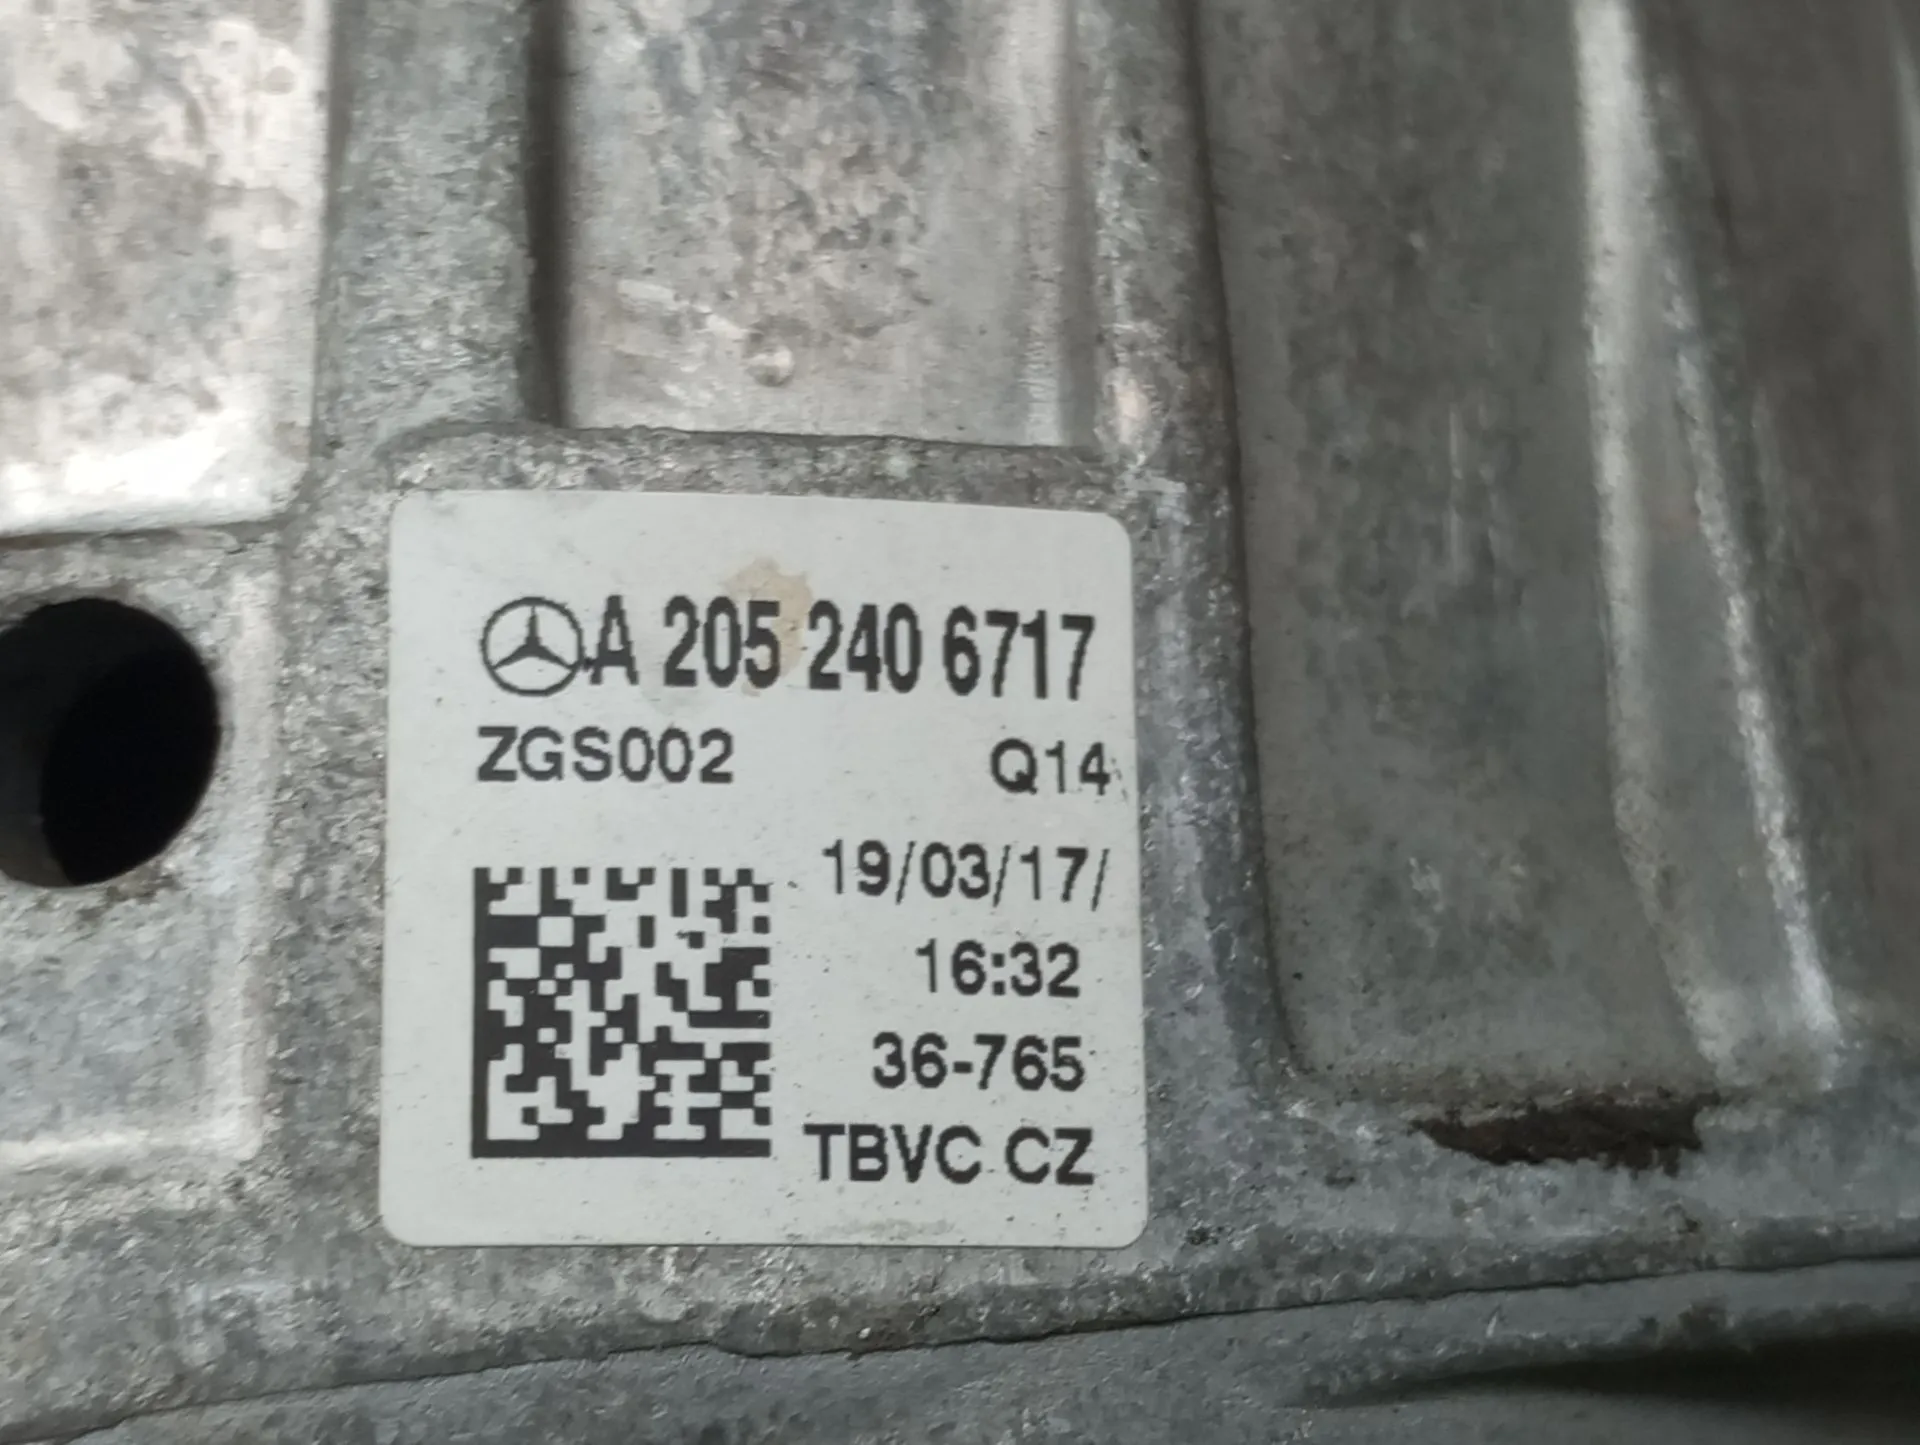 A 205 240 6717
ZGS002 Q14
19/03/17/
16:32
36-765
TBVC CZ